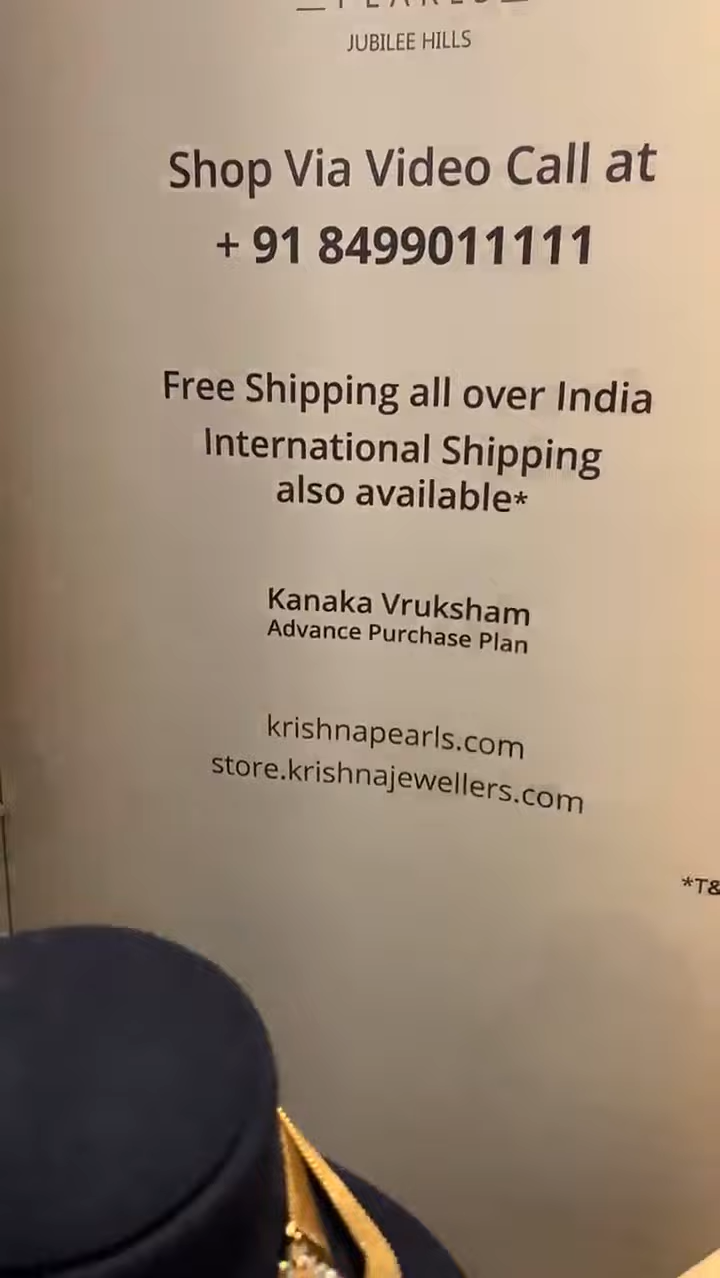 JUBILEE HILLS
Shop Via Video Call at
+ 91 8499011111
Free Shipping all over India
International Shipping
also available*
Kanaka Vruksham
Advance Purchase Plan
krishnapearls.com
store.krishnajewellers.com
*T&